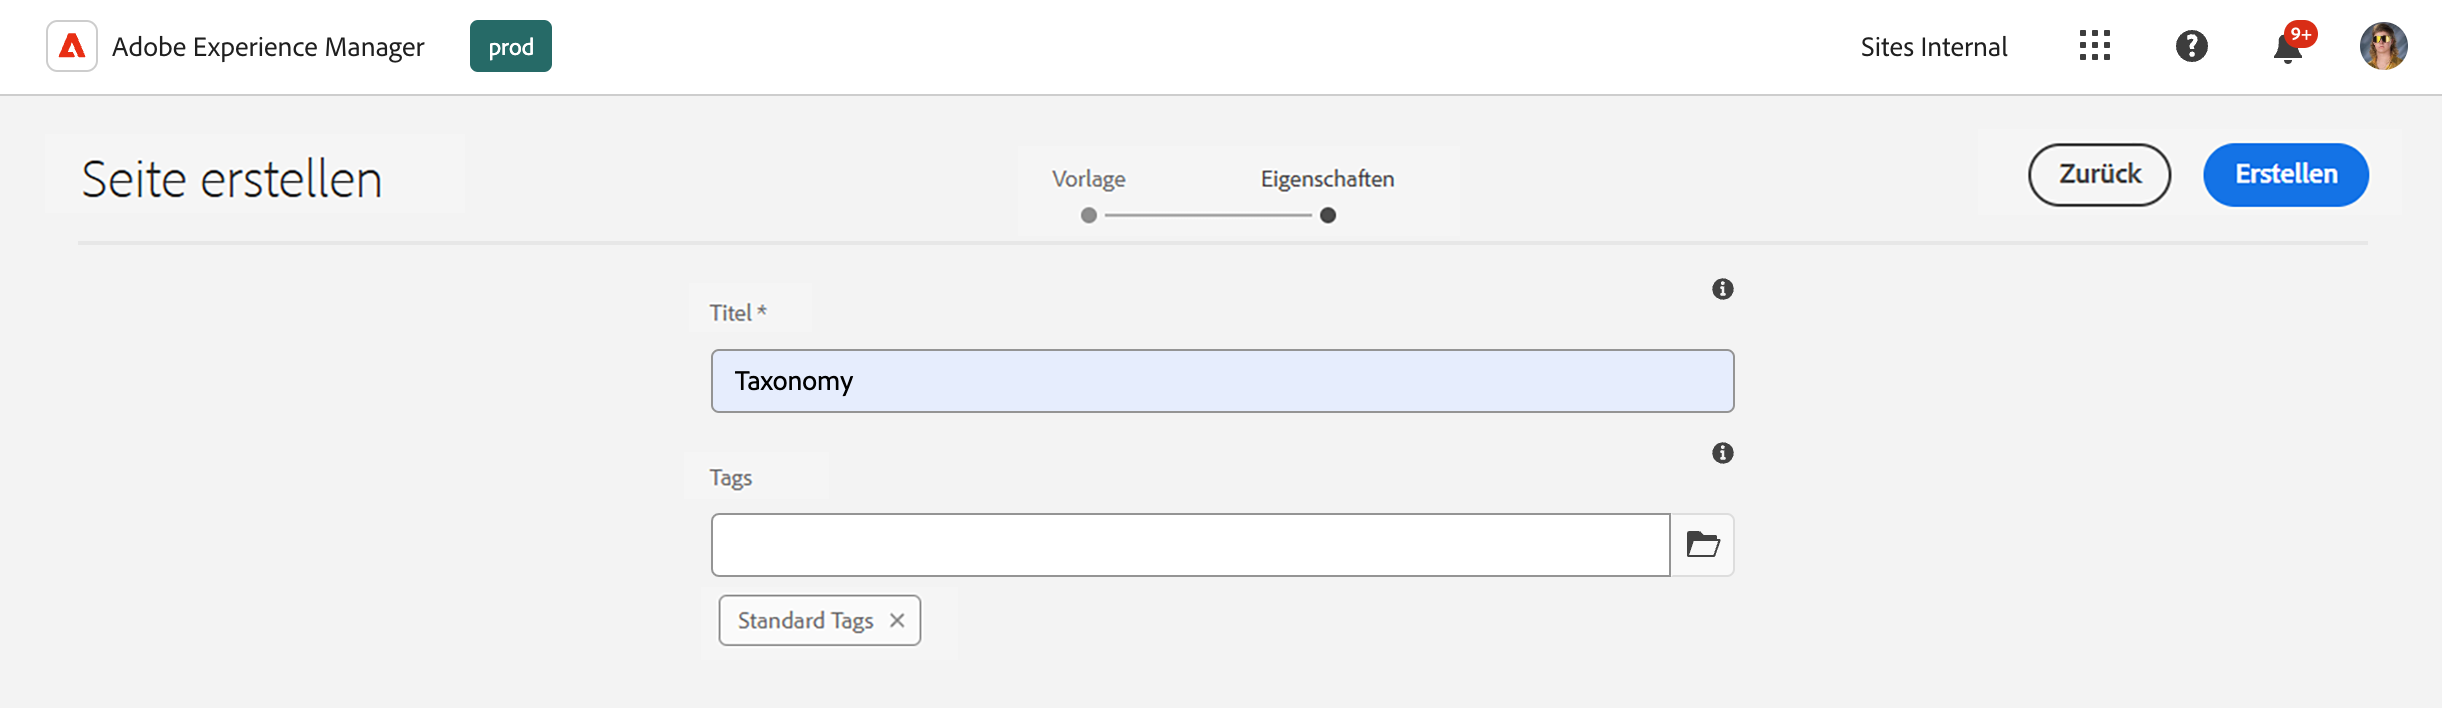 Adobe Experience Manager prod Sites Internal 9+
Seite erstellen
Vorlage Eigenschaften
Zurück Erstellen
Titel *
Taxonomy
Tags
Standard Tags